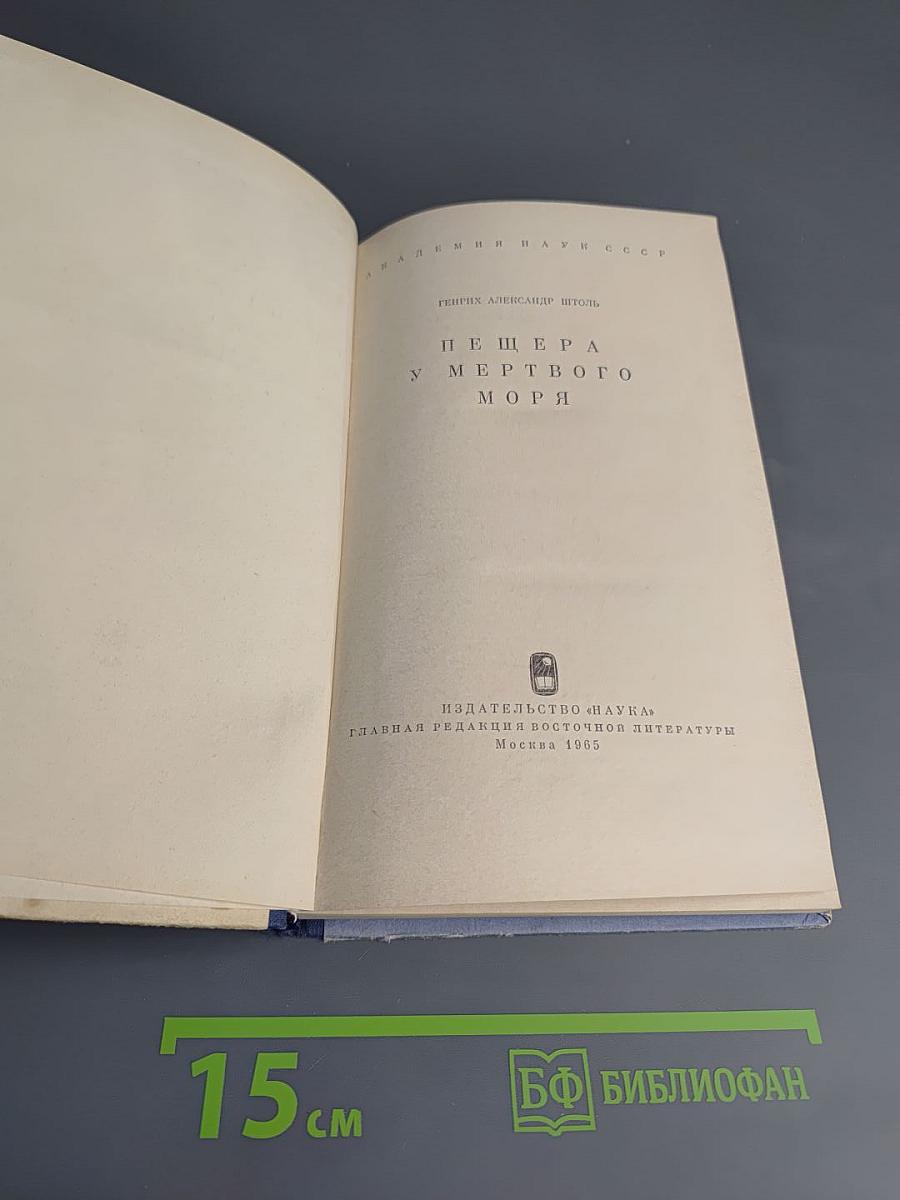 АКАДЕМИЯ НАУК СССР
ГЕНРИХ АЛЕКСАНДР ШТОЛЬ
ПЕЩЕРА
У МЕРТВОГО
МОРЯ
ИЗДАТЕЛЬСТВО «НАУКА»
ГЛАВНАЯ РЕДАКЦИЯ ВОСТОЧНОЙ ЛИТЕРАТУРЫ
Москва 1965
15 см
БФ БИБЛИОФАН